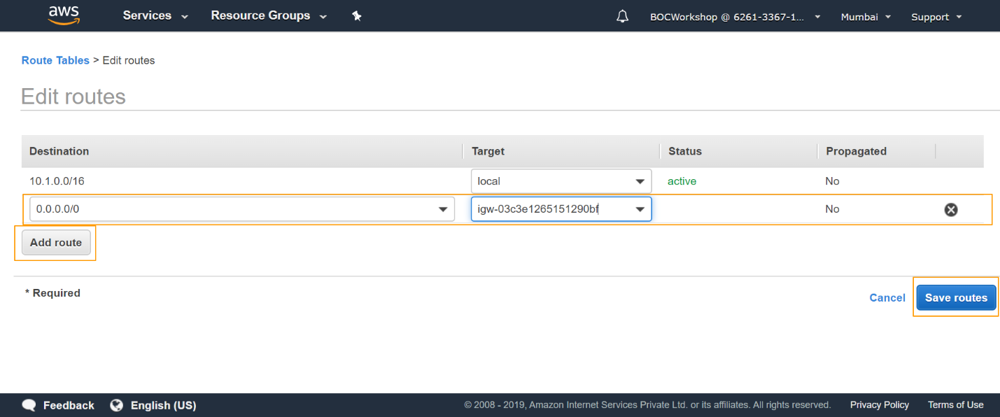 aws Services Resource Groups BOCWorkshop @ 6261-3367-1... Mumbai Support
Route Tables > Edit routes
Edit routes
Destination Target Status Propagated
10.1.0.0/16 local active No
0.0.0.0/0 igw-03c3e1265151290bf No
Add route
* Required
Cancel Save routes
Feedback English (US) © 2008 - 2019, Amazon Internet Services Private Ltd. or its affiliates. All rights reserved. Privacy Policy Terms of Use